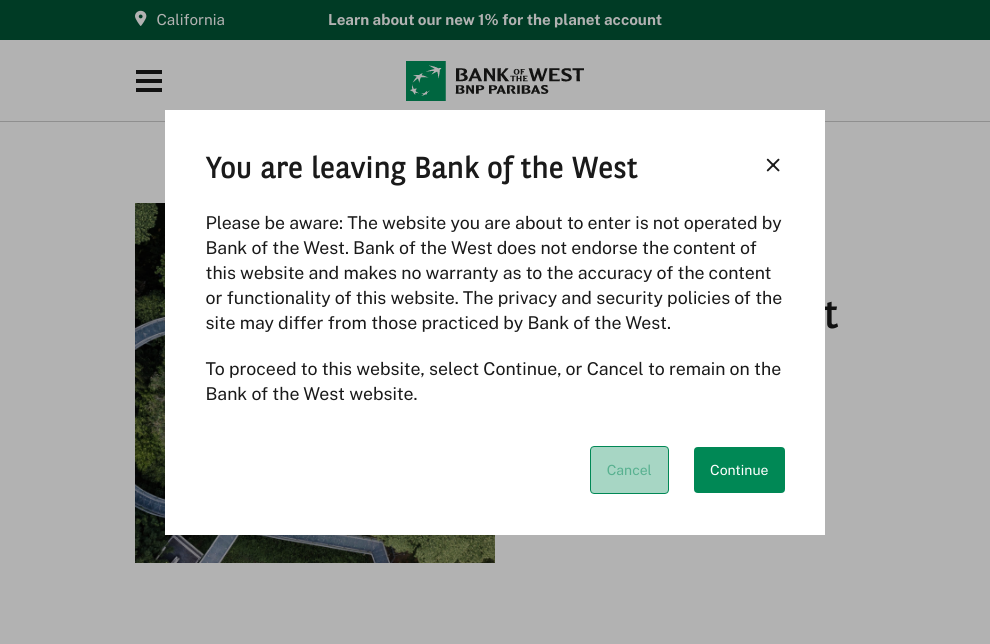 California
Learn about our new 1% for the planet account
BANK OF THE WEST
BNP PARIBAS
You are leaving Bank of the West
Please be aware: The website you are about to enter is not operated by
Bank of the West. Bank of the West does not endorse the content of
this website and makes no warranty as to the accuracy of the content
or functionality of this website. The privacy and security policies of the
site may differ from those practiced by Bank of the West.
To proceed to this website, select Continue, or Cancel to remain on the
Bank of the West website.
Cancel
Continue